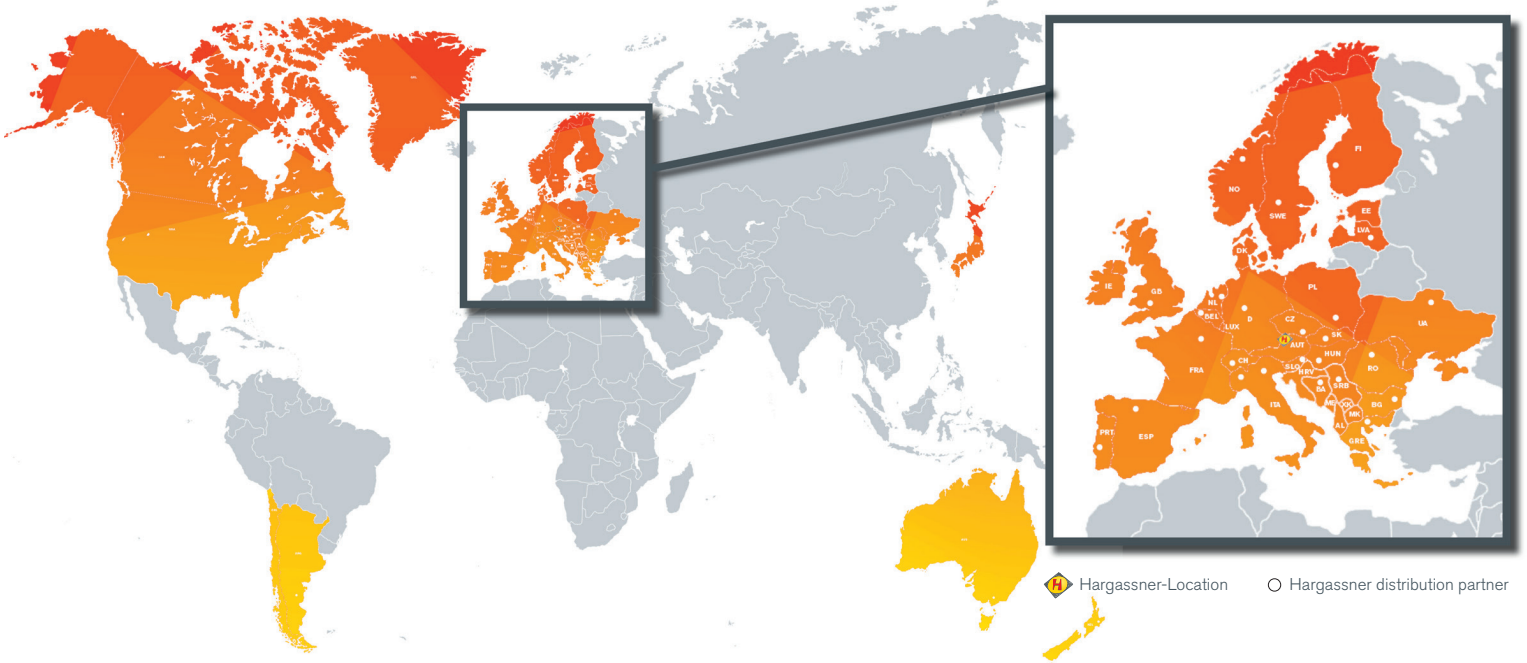 FI
NO
SWE
EE
LVA
DK
IE
GB
NL
BEL
LUX
D
PL
CZ
UA
SK
AUT
HUN
CH
FRA
SLO
HRV
RO
BA
SRB
ITA
ME
XK
BG
MK
AL
PRT
ESP
GRE
H Hargassner-Location
Hargassner distribution partner